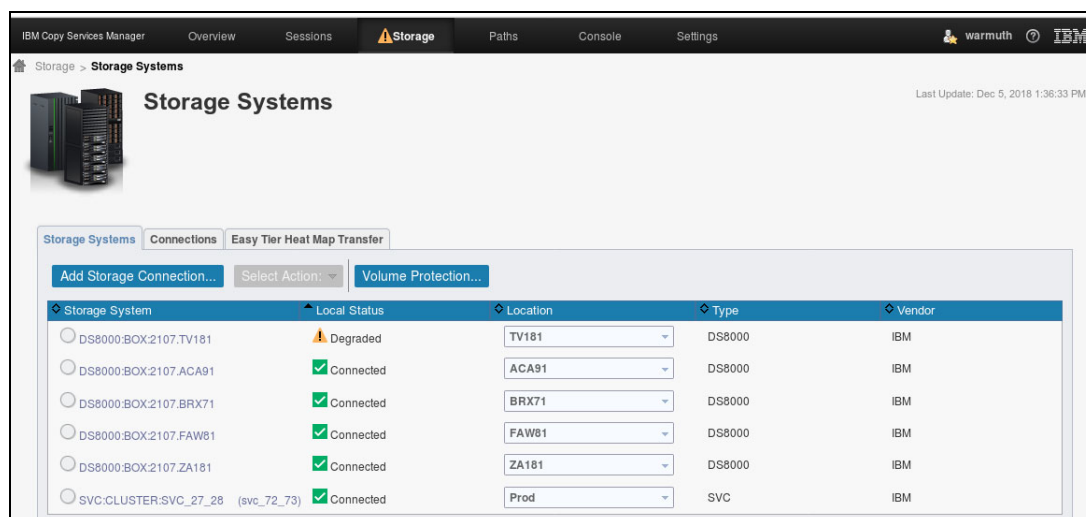 IBM Copy Services Manager Overview Sessions Storage Paths Console Settings warmuth IBM
Storage > Storage Systems
Storage Systems
Last Update: Dec 5, 2018 1:36:33 PM
Storage Systems Connections Easy Tier Heat Map Transfer
Add Storage Connection... Select Action: Volume Protection...
Storage System Local Status Location Type Vendor
DS8000:BOX:2107.TV181 Degraded TV181 DS8000 IBM
DS8000:BOX:2107.ACA91 Connected ACA91 DS8000 IBM
DS8000:BOX:2107.BRX71 Connected BRX71 DS8000 IBM
DS8000:BOX:2107.FAW81 Connected FAW81 DS8000 IBM
DS8000:BOX:2107.ZA181 Connected ZA181 DS8000 IBM
SVC:CLUSTER:SVC_27_28 (svc_72_73) Connected Prod SVC IBM